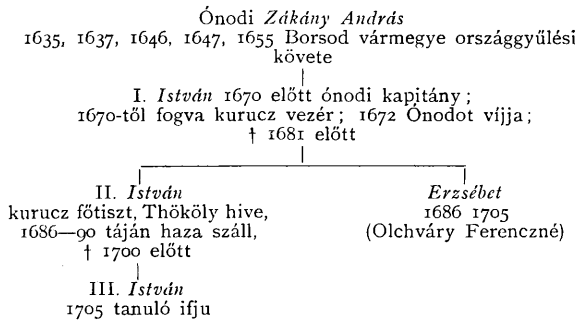 Ónodi Zákány András
1635, 1637, 1646, 1647, 1655 Borsod vármegye országgyűlési
követe
I. István 1670 előtt ónodi kapitány;
1670-től fogva kurucz vezér; 1672 Ónodot víjja;
† 1681 előtt
II. István
kurucz főtiszt, Thököly hive,
1686—90 táján haza száll,
† 1700 előtt
Erzsébet
1686 1705
(Olchváry Ferenczné)
III. István
1705 tanuló ifju